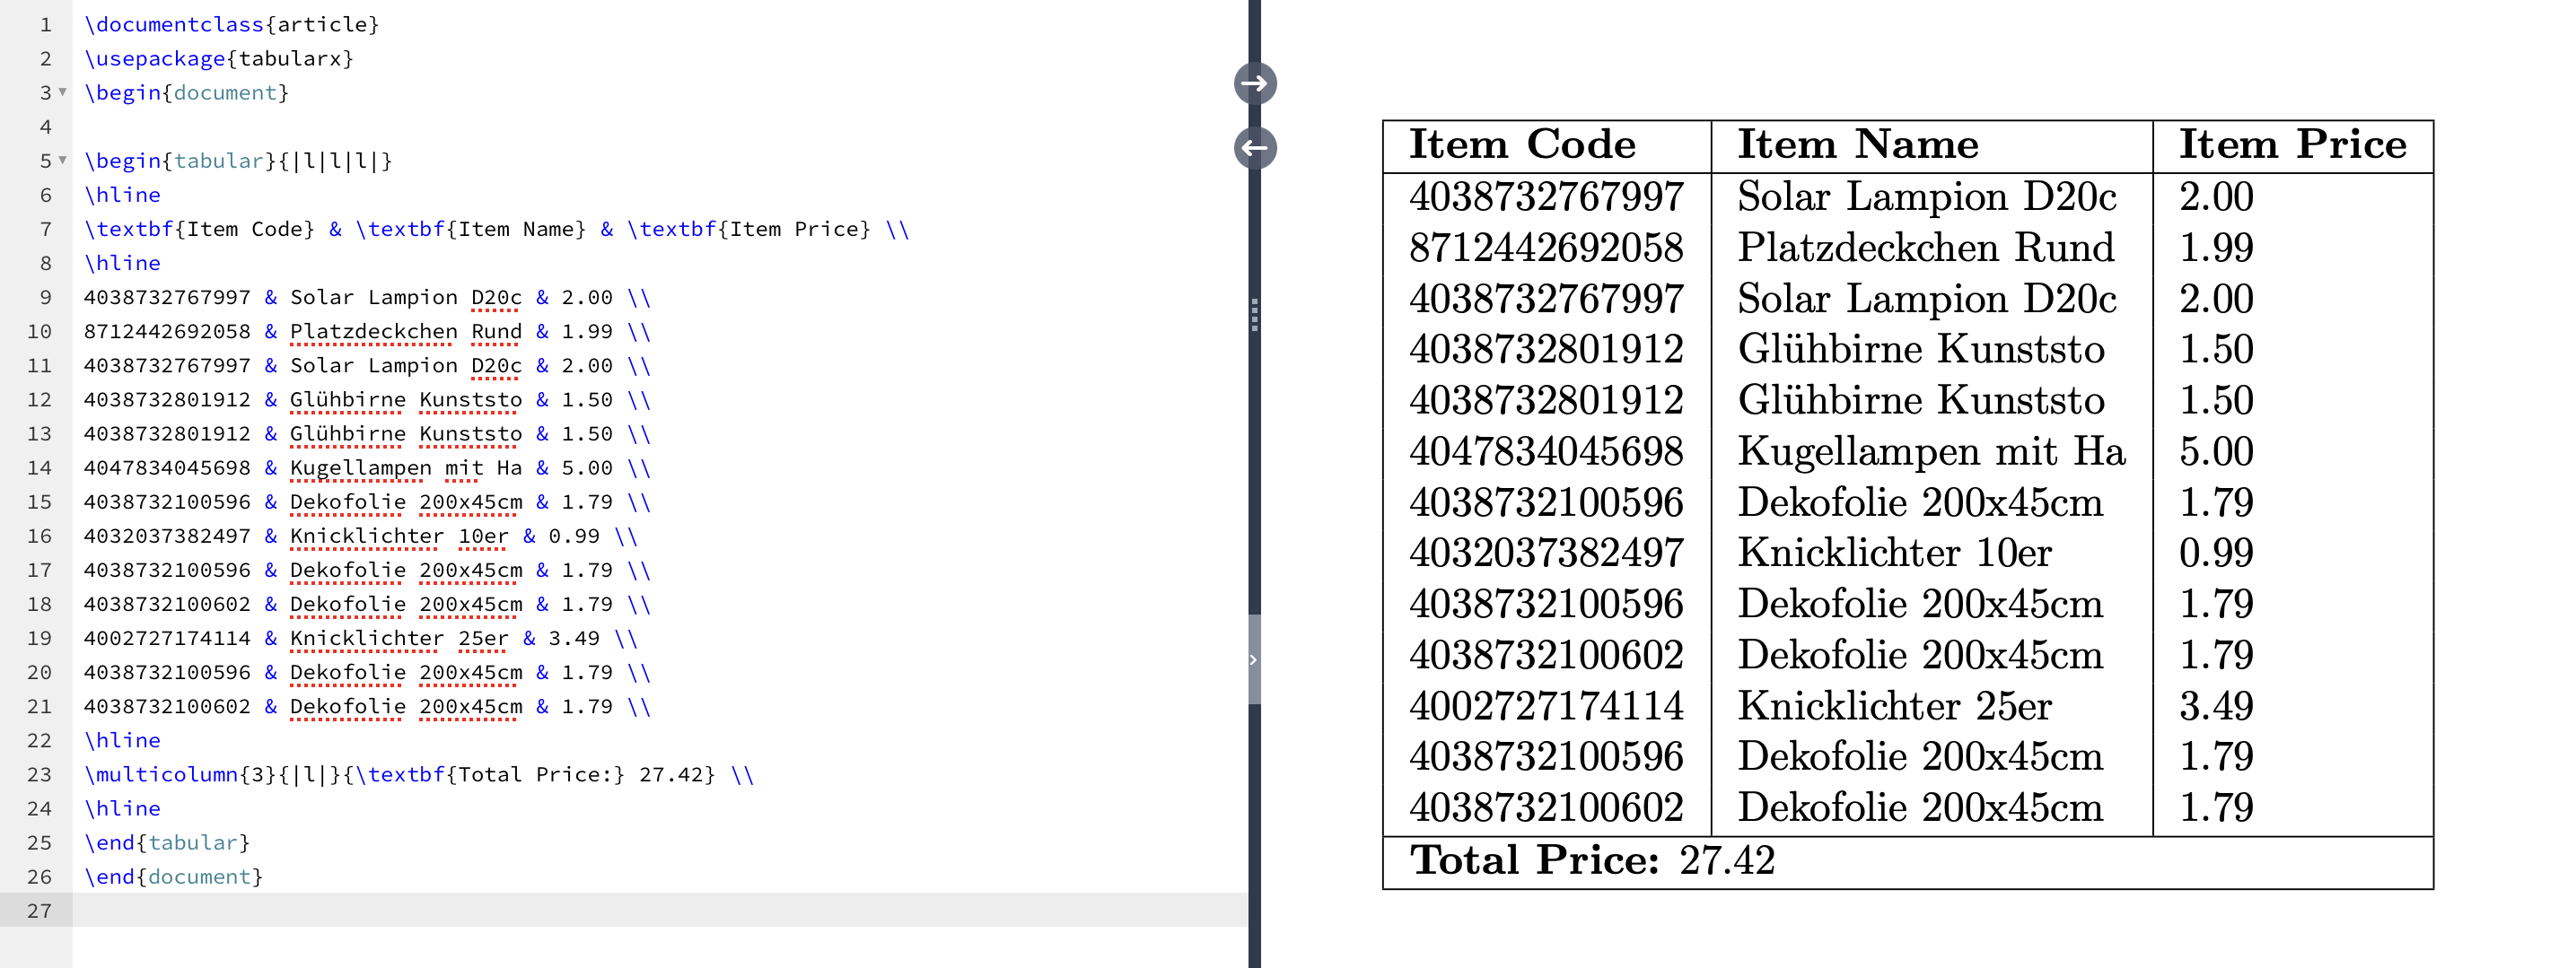 1 \documentclass{article}
2 \usepackage{tabularx}
3 \begin{document}
4
5 \begin{tabular}{|l|l|l|}
6 \hline
7 \textbf{Item Code} & \textbf{Item Name} & \textbf{Item Price} \\
8 \hline
9 4038732767997 & Solar Lampion D20c & 2.00 \\
10 8712442692058 & Platzdeckchen Rund & 1.99 \\
11 4038732767997 & Solar Lampion D20c & 2.00 \\
12 4038732801912 & Glühbirne Kunststo & 1.50 \\
13 4038732801912 & Glühbirne Kunststo & 1.50 \\
14 4047834045698 & Kugellampen mit Ha & 5.00 \\
15 4038732100596 & Dekofolie 200x45cm & 1.79 \\
16 4032037382497 & Knicklichter 10er & 0.99 \\
17 4038732100596 & Dekofolie 200x45cm & 1.79 \\
18 4038732100602 & Dekofolie 200x45cm & 1.79 \\
19 4002727174114 & Knicklichter 25er & 3.49 \\
20 4038732100596 & Dekofolie 200x45cm & 1.79 \\
21 4038732100602 & Dekofolie 200x45cm & 1.79 \\
22 \hline
23 \multicolumn{3}{|l|}{\textbf{Total Price:} 27.42} \\
24 \hline
25 \end{tabular}
26 \end{document}
27
Item Code Item Name Item Price
4038732767997 Solar Lampion D20c 2.00
8712442692058 Platzdeckchen Rund 1.99
4038732767997 Solar Lampion D20c 2.00
4038732801912 Glühbirne Kunststo 1.50
4038732801912 Glühbirne Kunststo 1.50
4047834045698 Kugellampen mit Ha 5.00
4038732100596 Dekofolie 200x45cm 1.79
4032037382497 Knicklichter 10er 0.99
4038732100596 Dekofolie 200x45cm 1.79
4038732100602 Dekofolie 200x45cm 1.79
4002727174114 Knicklichter 25er 3.49
4038732100596 Dekofolie 200x45cm 1.79
4038732100602 Dekofolie 200x45cm 1.79
Total Price: 27.42